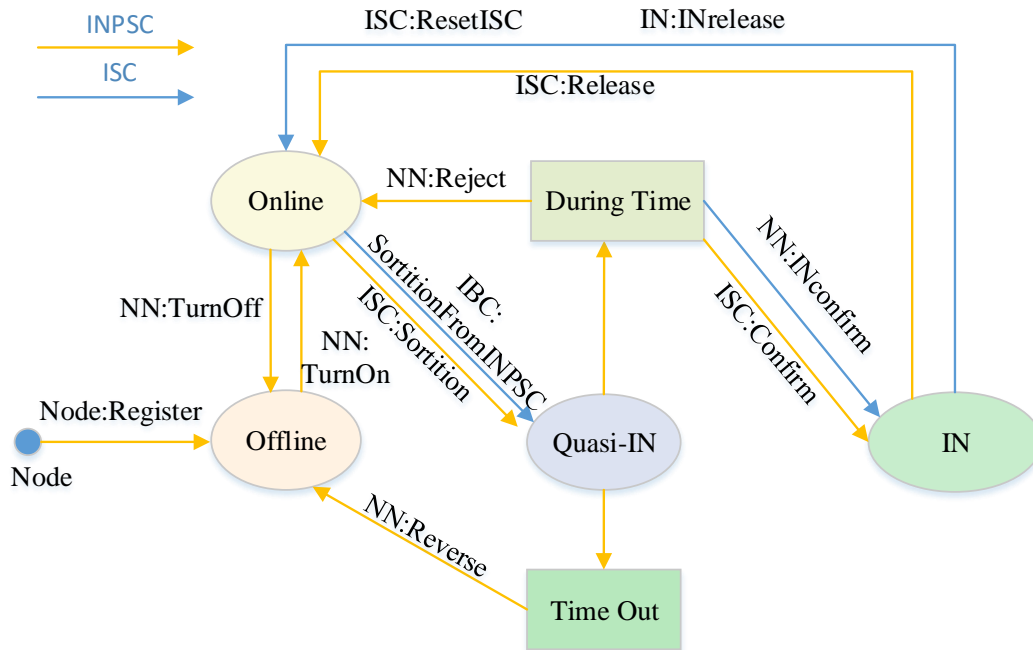 INPSC
ISC
ISC:ResetISC
IN:INrelease
ISC:Release
NN:Reject
During Time
Online
NN:INconfirm
ISC:Confirm
IBC:
SortitionFromINPSC
ISC:Sortition
NN:TurnOff
NN:
TurnOn
Node:Register
Node
Offline
Quasi-IN
IN
NN:Reverse
Time Out